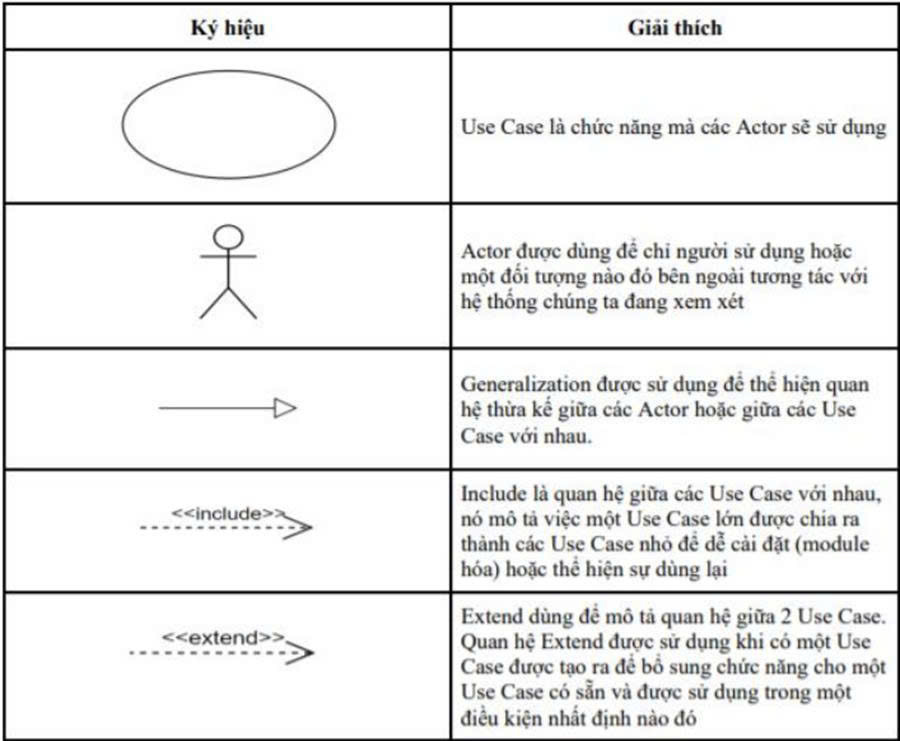 Ký hiệu
Giải thích
Use Case là chức năng mà các Actor sẽ sử dụng
Actor được dùng để chỉ người sử dụng hoặc
một đối tượng nào đó bên ngoài tương tác với
hệ thống chúng ta đang xem xét
Generalization được sử dụng để thể hiện quan
hệ thừa kế giữa các Actor hoặc giữa các Use
Case với nhau.
<<include>>
Include là quan hệ giữa các Use Case với nhau,
nó mô tả việc một Use Case lớn được chia ra
thành các Use Case nhỏ để dễ cài đặt (module
hóa) hoặc thể hiện sự dùng lại
<<extend>>
Extend dùng để mô tả quan hệ giữa 2 Use Case.
Quan hệ Extend được sử dụng khi có một Use
Case được tạo ra để bổ sung chức năng cho một
Use Case có sẵn và được sử dụng trong một
điều kiện nhất định nào đó